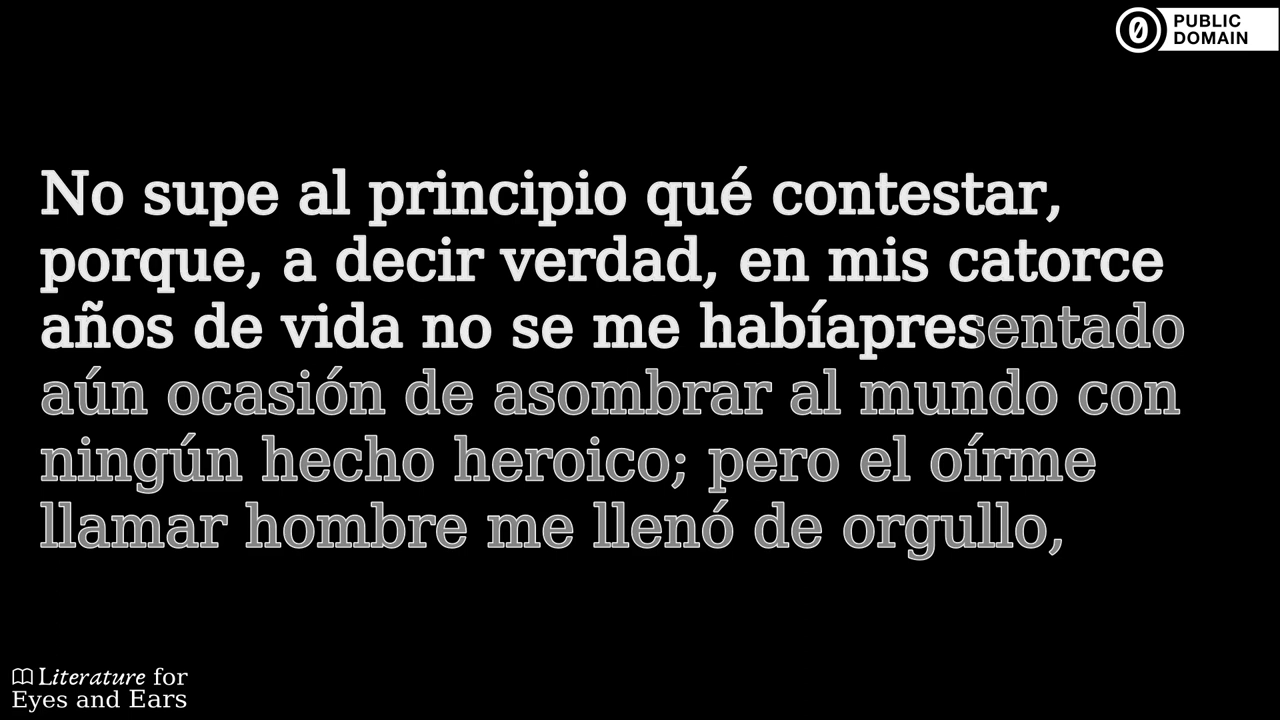 PUBLIC
DOMAIN
No supe al principio qué contestar,
porque, a decir verdad, en mis catorce
años de vida no se me habíapresentado
aún ocasión de asombrar al mundo con
ningún hecho heroico; pero el oírme
llamar hombre me llenó de orgullo,
Literature for
Eyes and Ears